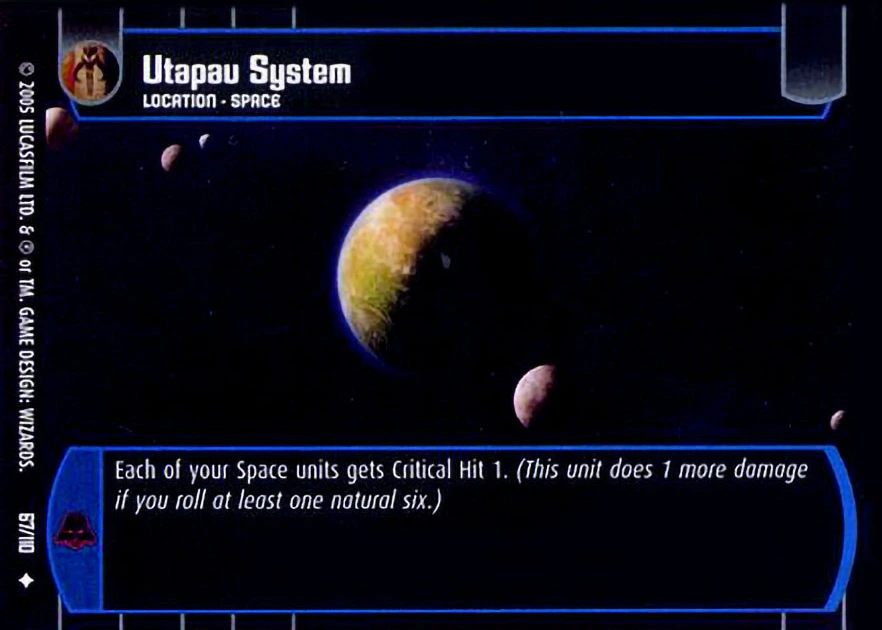 Utapau System
LOCATION • SPACE
Each of your Space units gets Critical Hit 1. (This unit does 1 more damage
if you roll at least one natural six.)
© 2005 LUCASFILM LTD. & ® or TM. GAME DESIGN: WIZARDS. 67/110